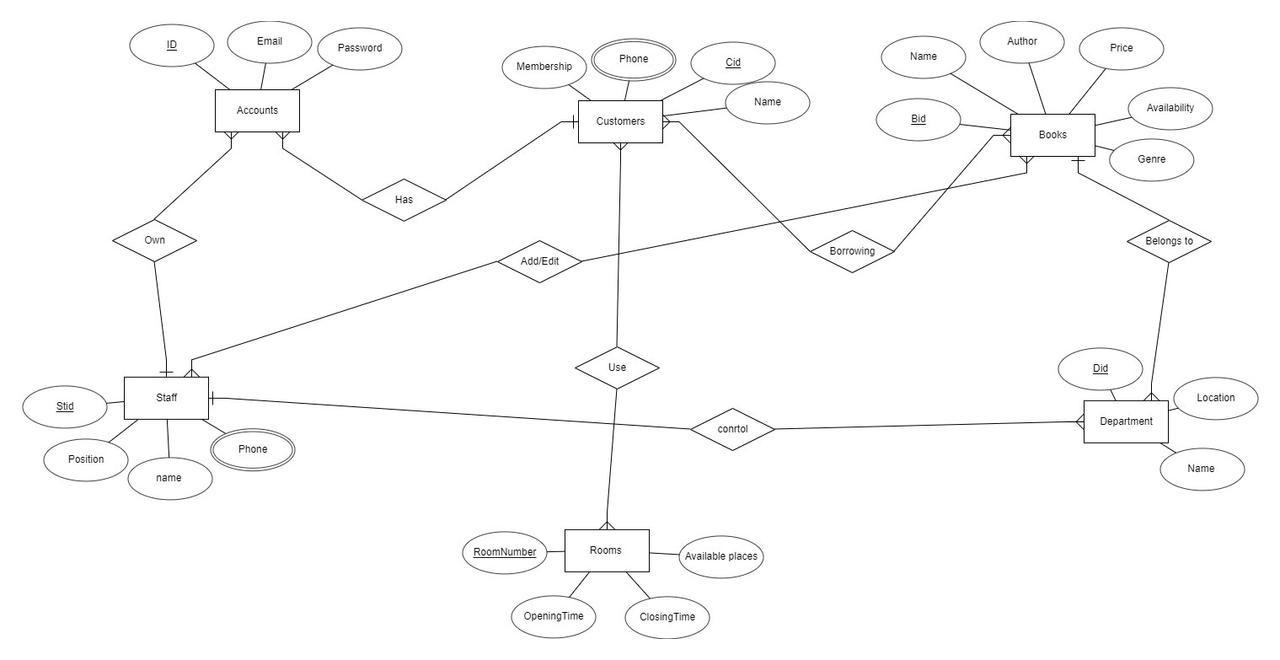 ID
Email
Password
Accounts
Membership
Phone
Cid
Name
Customers
Name
Author
Price
Bid
Availability
Books
Genre
Has
Own
Add/Edit
Borrowing
Belongs to
Use
Staff
Stid
Position
name
Phone
conrtol
Did
Location
Department
Name
RoomNumber
Rooms
Available places
OpeningTime
ClosingTime